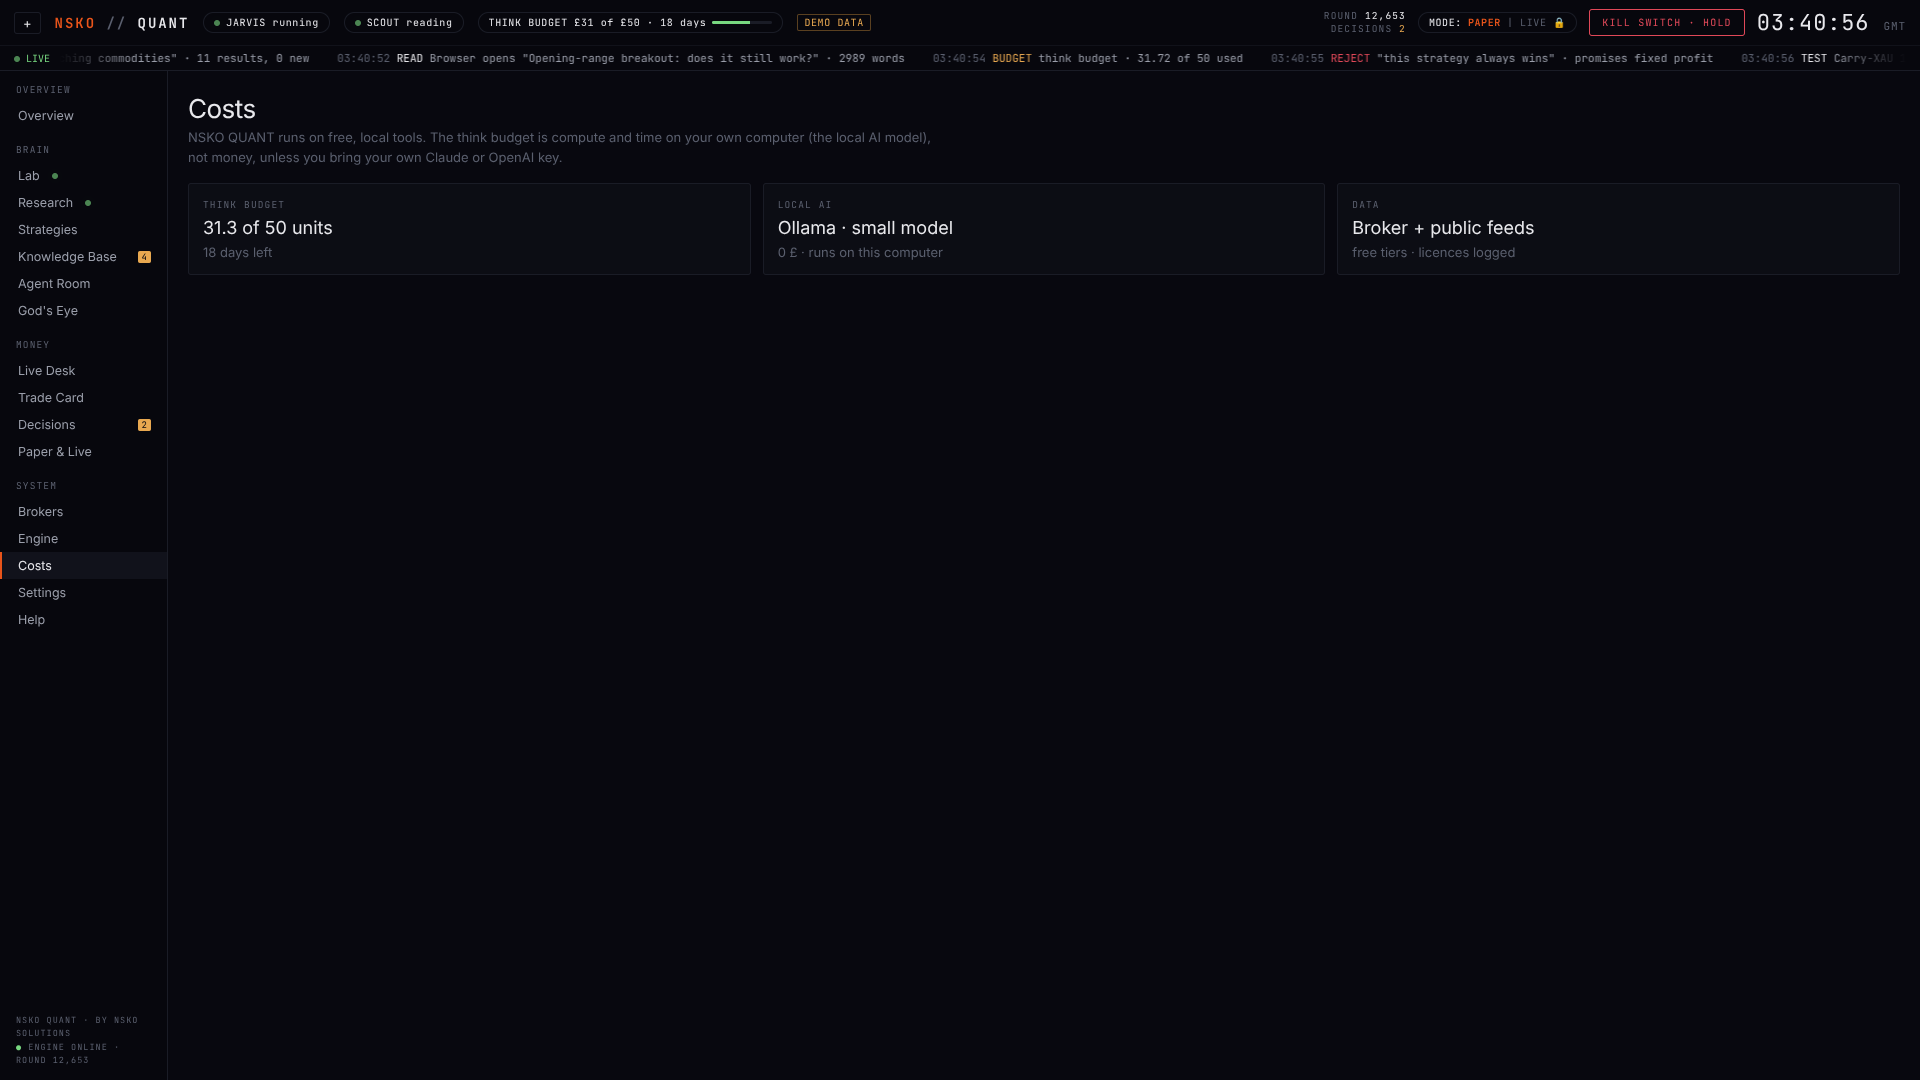 + NSKO // QUANT JARVIS running SCOUT reading THINK BUDGET £31 of £50 · 18 days DEMO DATA ROUND 12,653 DECISIONS 2 MODE: PAPER | LIVE 🔒 KILL SWITCH · HOLD 03:40:56 GMT
LIVE commodities" · 11 results, 0 new 03:40:52 READ Browser opens "Opening-range breakout: does it still work?" · 2989 words 03:40:54 BUDGET think budget · 31.72 of 50 used 03:40:55 REJECT "this strategy always wins" · promises fixed profit 03:40:56 TEST Carry-XAU
OVERVIEW
Overview
BRAIN
Lab
Research
Strategies
Knowledge Base 4
Agent Room
God's Eye
MONEY
Live Desk
Trade Card
Decisions 2
Paper & Live
SYSTEM
Brokers
Engine
Costs
Settings
Help
NSKO QUANT · BY NSKO
SOLUTIONS
ENGINE ONLINE ·
ROUND 12,653
Costs
NSKO QUANT runs on free, local tools. The think budget is compute and time on your own computer (the local AI model),
not money, unless you bring your own Claude or OpenAI key.
THINK BUDGET
31.3 of 50 units
18 days left
LOCAL AI
Ollama · small model
0 £ · runs on this computer
DATA
Broker + public feeds
free tiers · licences logged